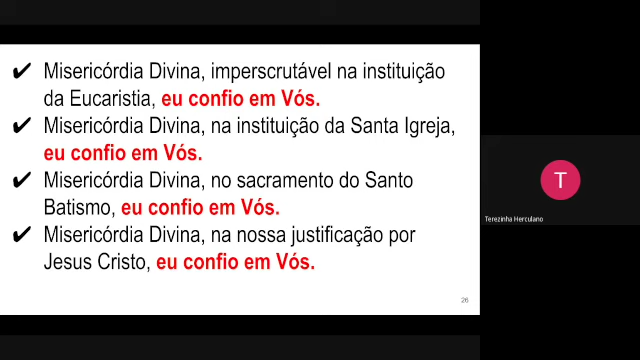 ✔ Misericórdia Divina, imperscrutável na instituição
da Eucaristia, eu confio em Vós.
✔ Misericórdia Divina, na instituição da Santa Igreja,
eu confio em Vós.
✔ Misericórdia Divina, no sacramento do Santo
Batismo, eu confio em Vós.
✔ Misericórdia Divina, na nossa justificação por
Jesus Cristo, eu confio em Vós.
26
T
Terezinha Herculano